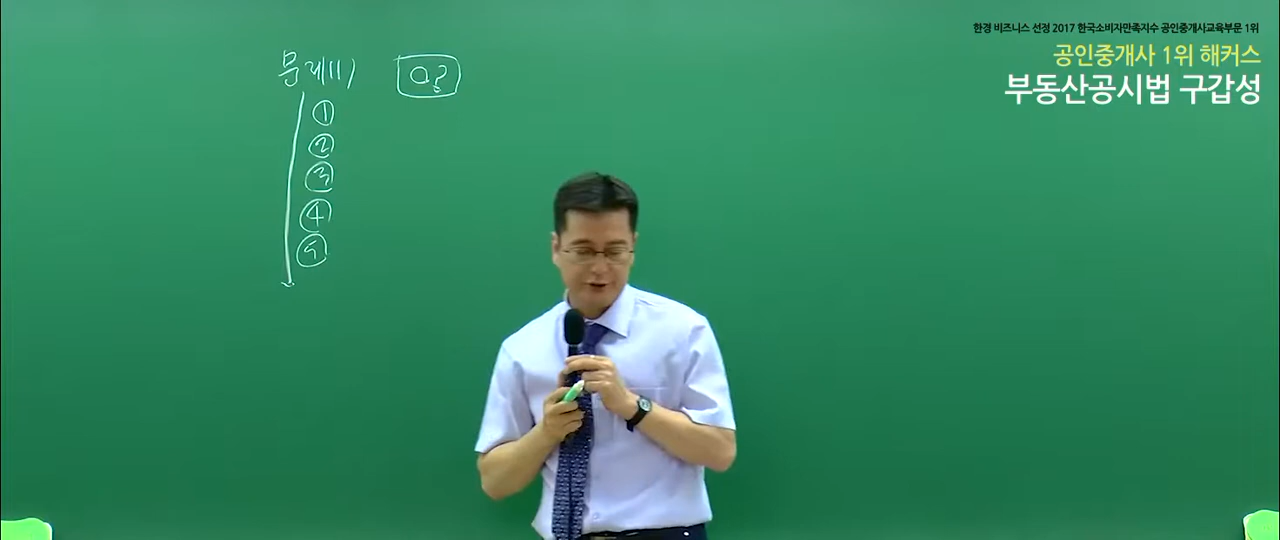 한경 비즈니스 선정 2017 한국소비자만족지수 공인중개사교육부문 1위
공인중개사 1위 해커스
부동산공시법 구갑성
문제11)
①
②
③
④
⑤